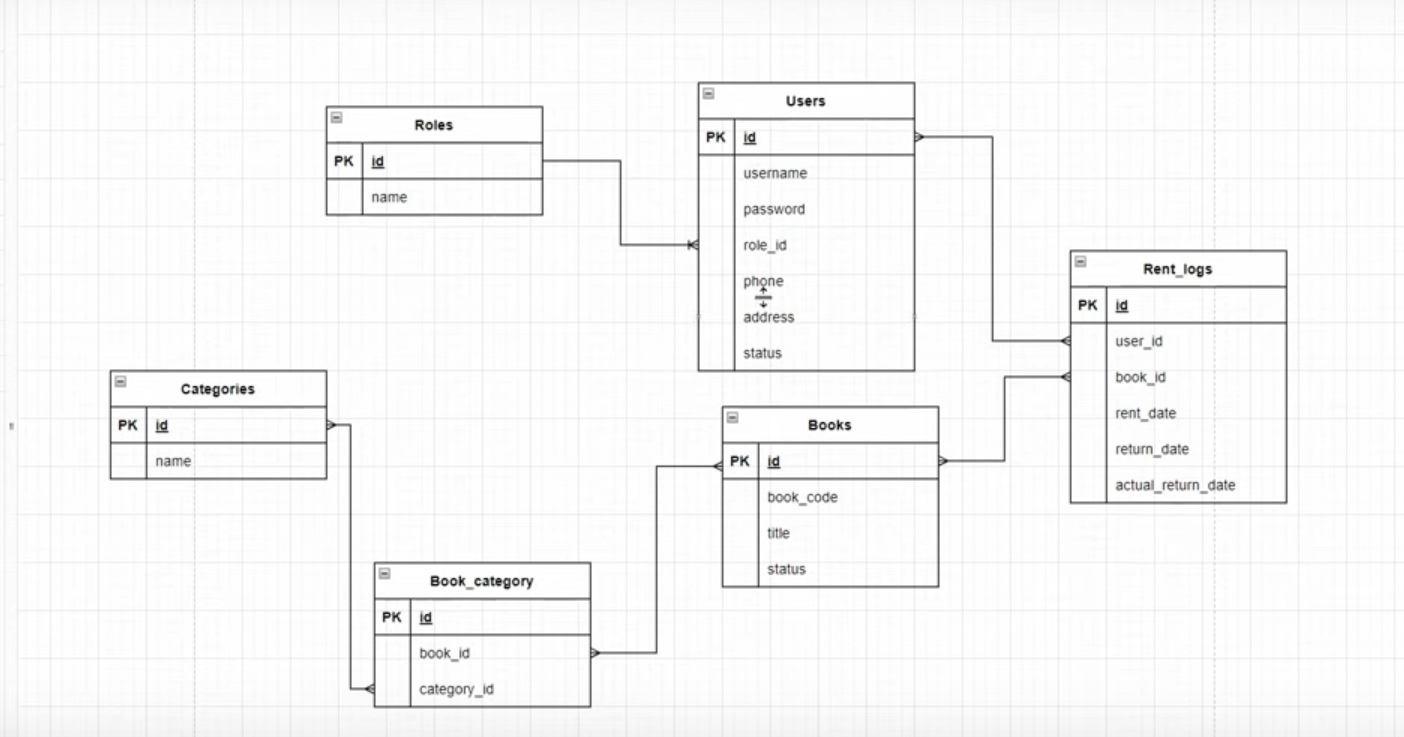 Roles
PK id
name
Users
PK id
username
password
role_id
phone
address
status
Rent_logs
PK id
user_id
book_id
rent_date
return_date
actual_return_date
Categories
PK id
name
Books
PK id
book_code
title
status
Book_category
PK id
book_id
category_id